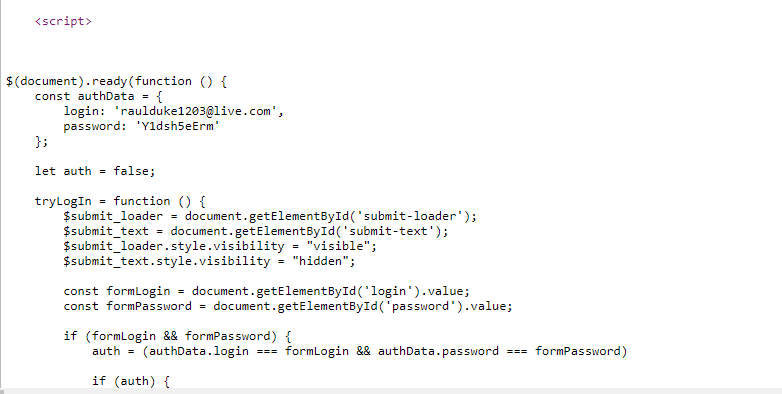 <script>
$(document).ready(function () {
const authData = {
login: 'raulduke1203@live.com',
password: 'Y1dsh5eErm'
};
let auth = false;
tryLogIn = function () {
$submit_loader = document.getElementById('submit-loader');
$submit_text = document.getElementById('submit-text');
$submit_loader.style.visibility = "visible";
$submit_text.style.visibility = "hidden";
const formLogin = document.getElementById('login').value;
const formPassword = document.getElementById('password').value;
if (formLogin && formPassword) {
auth = (authData.login === formLogin && authData.password === formPassword)
if (auth) {